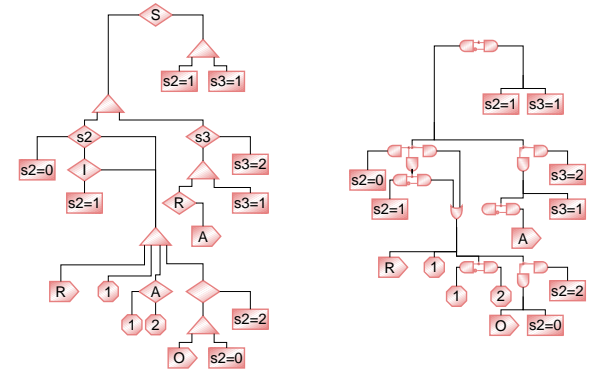 S
s2=1 s3=1
s2 s3
s2=0 s3=2
I
s2=1 R s3=1
A
R 1 A
1 2 s2=2
O s2=0
s2=1 s3=1
s2=0 s3=2
s2=1 s3=1
A
R 1
1 2 s2=2
O s2=0